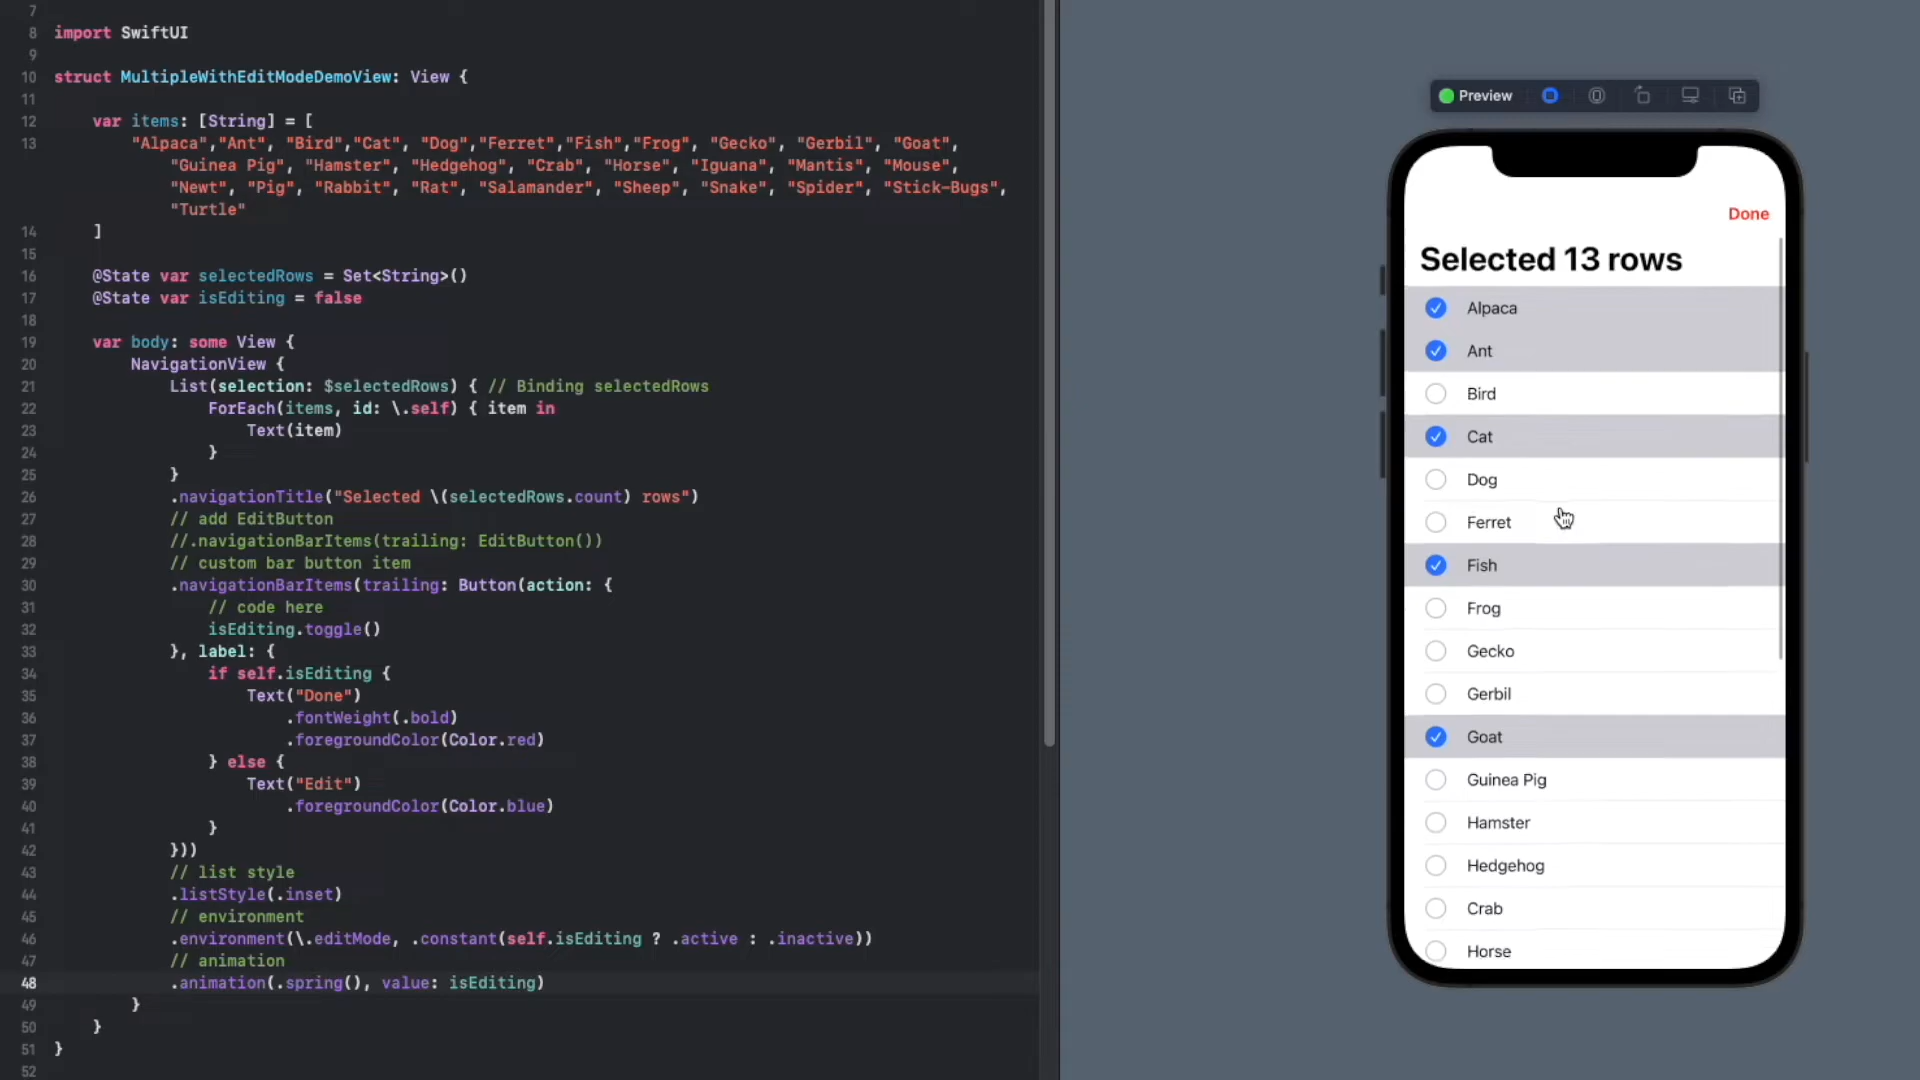 7
8 import SwiftUI
9
10 struct MultipleWithEditModeDemoView: View {
11
12 var items: [String] = [
13 "Alpaca","Ant", "Bird","Cat", "Dog","Ferret","Fish","Frog", "Gecko", "Gerbil", "Goat",
"Guinea Pig", "Hamster", "Hedgehog", "Crab", "Horse", "Iguana", "Mantis", "Mouse",
"Newt", "Pig", "Rabbit", "Rat", "Salamander", "Sheep", "Snake", "Spider", "Stick-Bugs",
"Turtle"
14 ]
15
16 @State var selectedRows = Set<String>()
17 @State var isEditing = false
18
19 var body: some View {
20 NavigationView {
21 List(selection: $selectedRows) { // Binding selectedRows
22 ForEach(items, id: \.self) { item in
23 Text(item)
24 }
25 }
26 .navigationTitle("Selected \(selectedRows.count) rows")
27 // add EditButton
28 //.navigationBarItems(trailing: EditButton())
29 // custom bar button item
30 .navigationBarItems(trailing: Button(action: {
31 // code here
32 isEditing.toggle()
33 }, label: {
34 if self.isEditing {
35 Text("Done")
36 .fontWeight(.bold)
37 .foregroundColor(Color.red)
38 } else {
39 Text("Edit")
40 .foregroundColor(Color.blue)
41 }
42 }))
43 // list style
44 .listStyle(.inset)
45 // environment
46 .environment(\.editMode, .constant(self.isEditing ? .active : .inactive))
47 // animation
48 .animation(.spring(), value: isEditing)
49 }
50 }
51 }
52
Preview
Done
Selected 13 rows
Alpaca
Ant
Bird
Cat
Dog
Ferret
Fish
Frog
Gecko
Gerbil
Goat
Guinea Pig
Hamster
Hedgehog
Crab
Horse